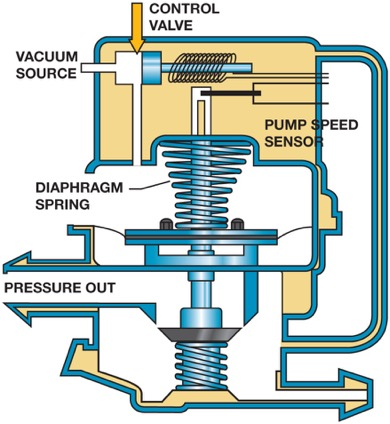 CONTROL
VALVE
VACUUM
SOURCE
PUMP SPEED
SENSOR
DIAPHRAGM
SPRING
PRESSURE OUT